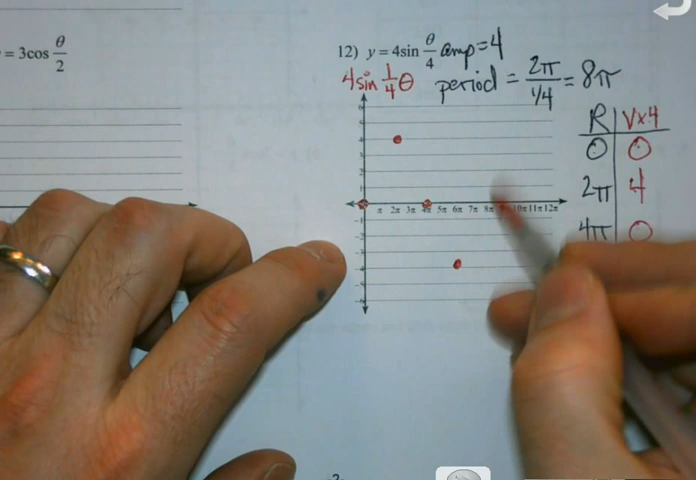 = 3cos θ/2
12) y = 4sin θ/4 amp = 4
4sin 1/4 θ period = 2π / 1/4 = 8π
R V×4
0 0
2π 4
4π 0
π 2π 3π 4π 5π 6π 7π 8π 10π 11π 12π